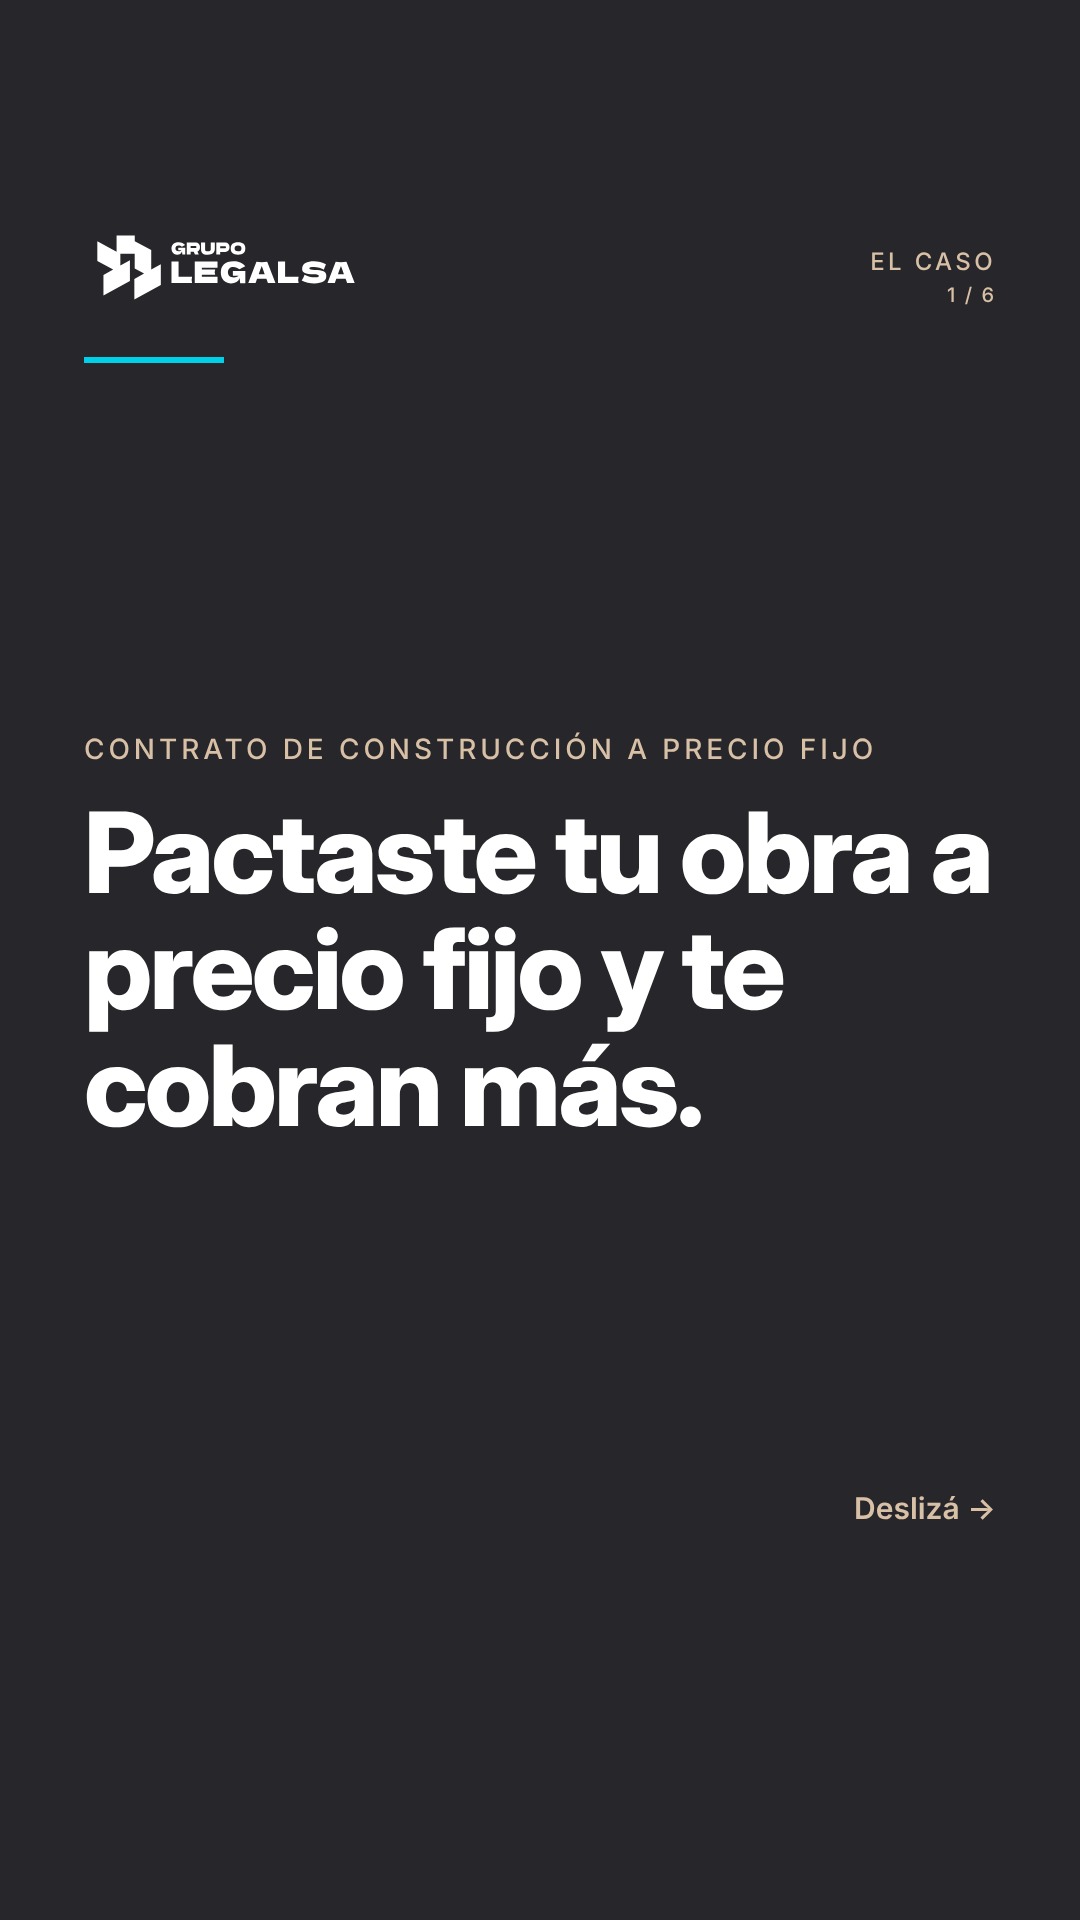 GRUPO
LEGALSA
EL CASO
1 / 6
CONTRATO DE CONSTRUCCIÓN A PRECIO FIJO
Pactaste tu obra a
precio fijo y te
cobran más.
Deslizá →